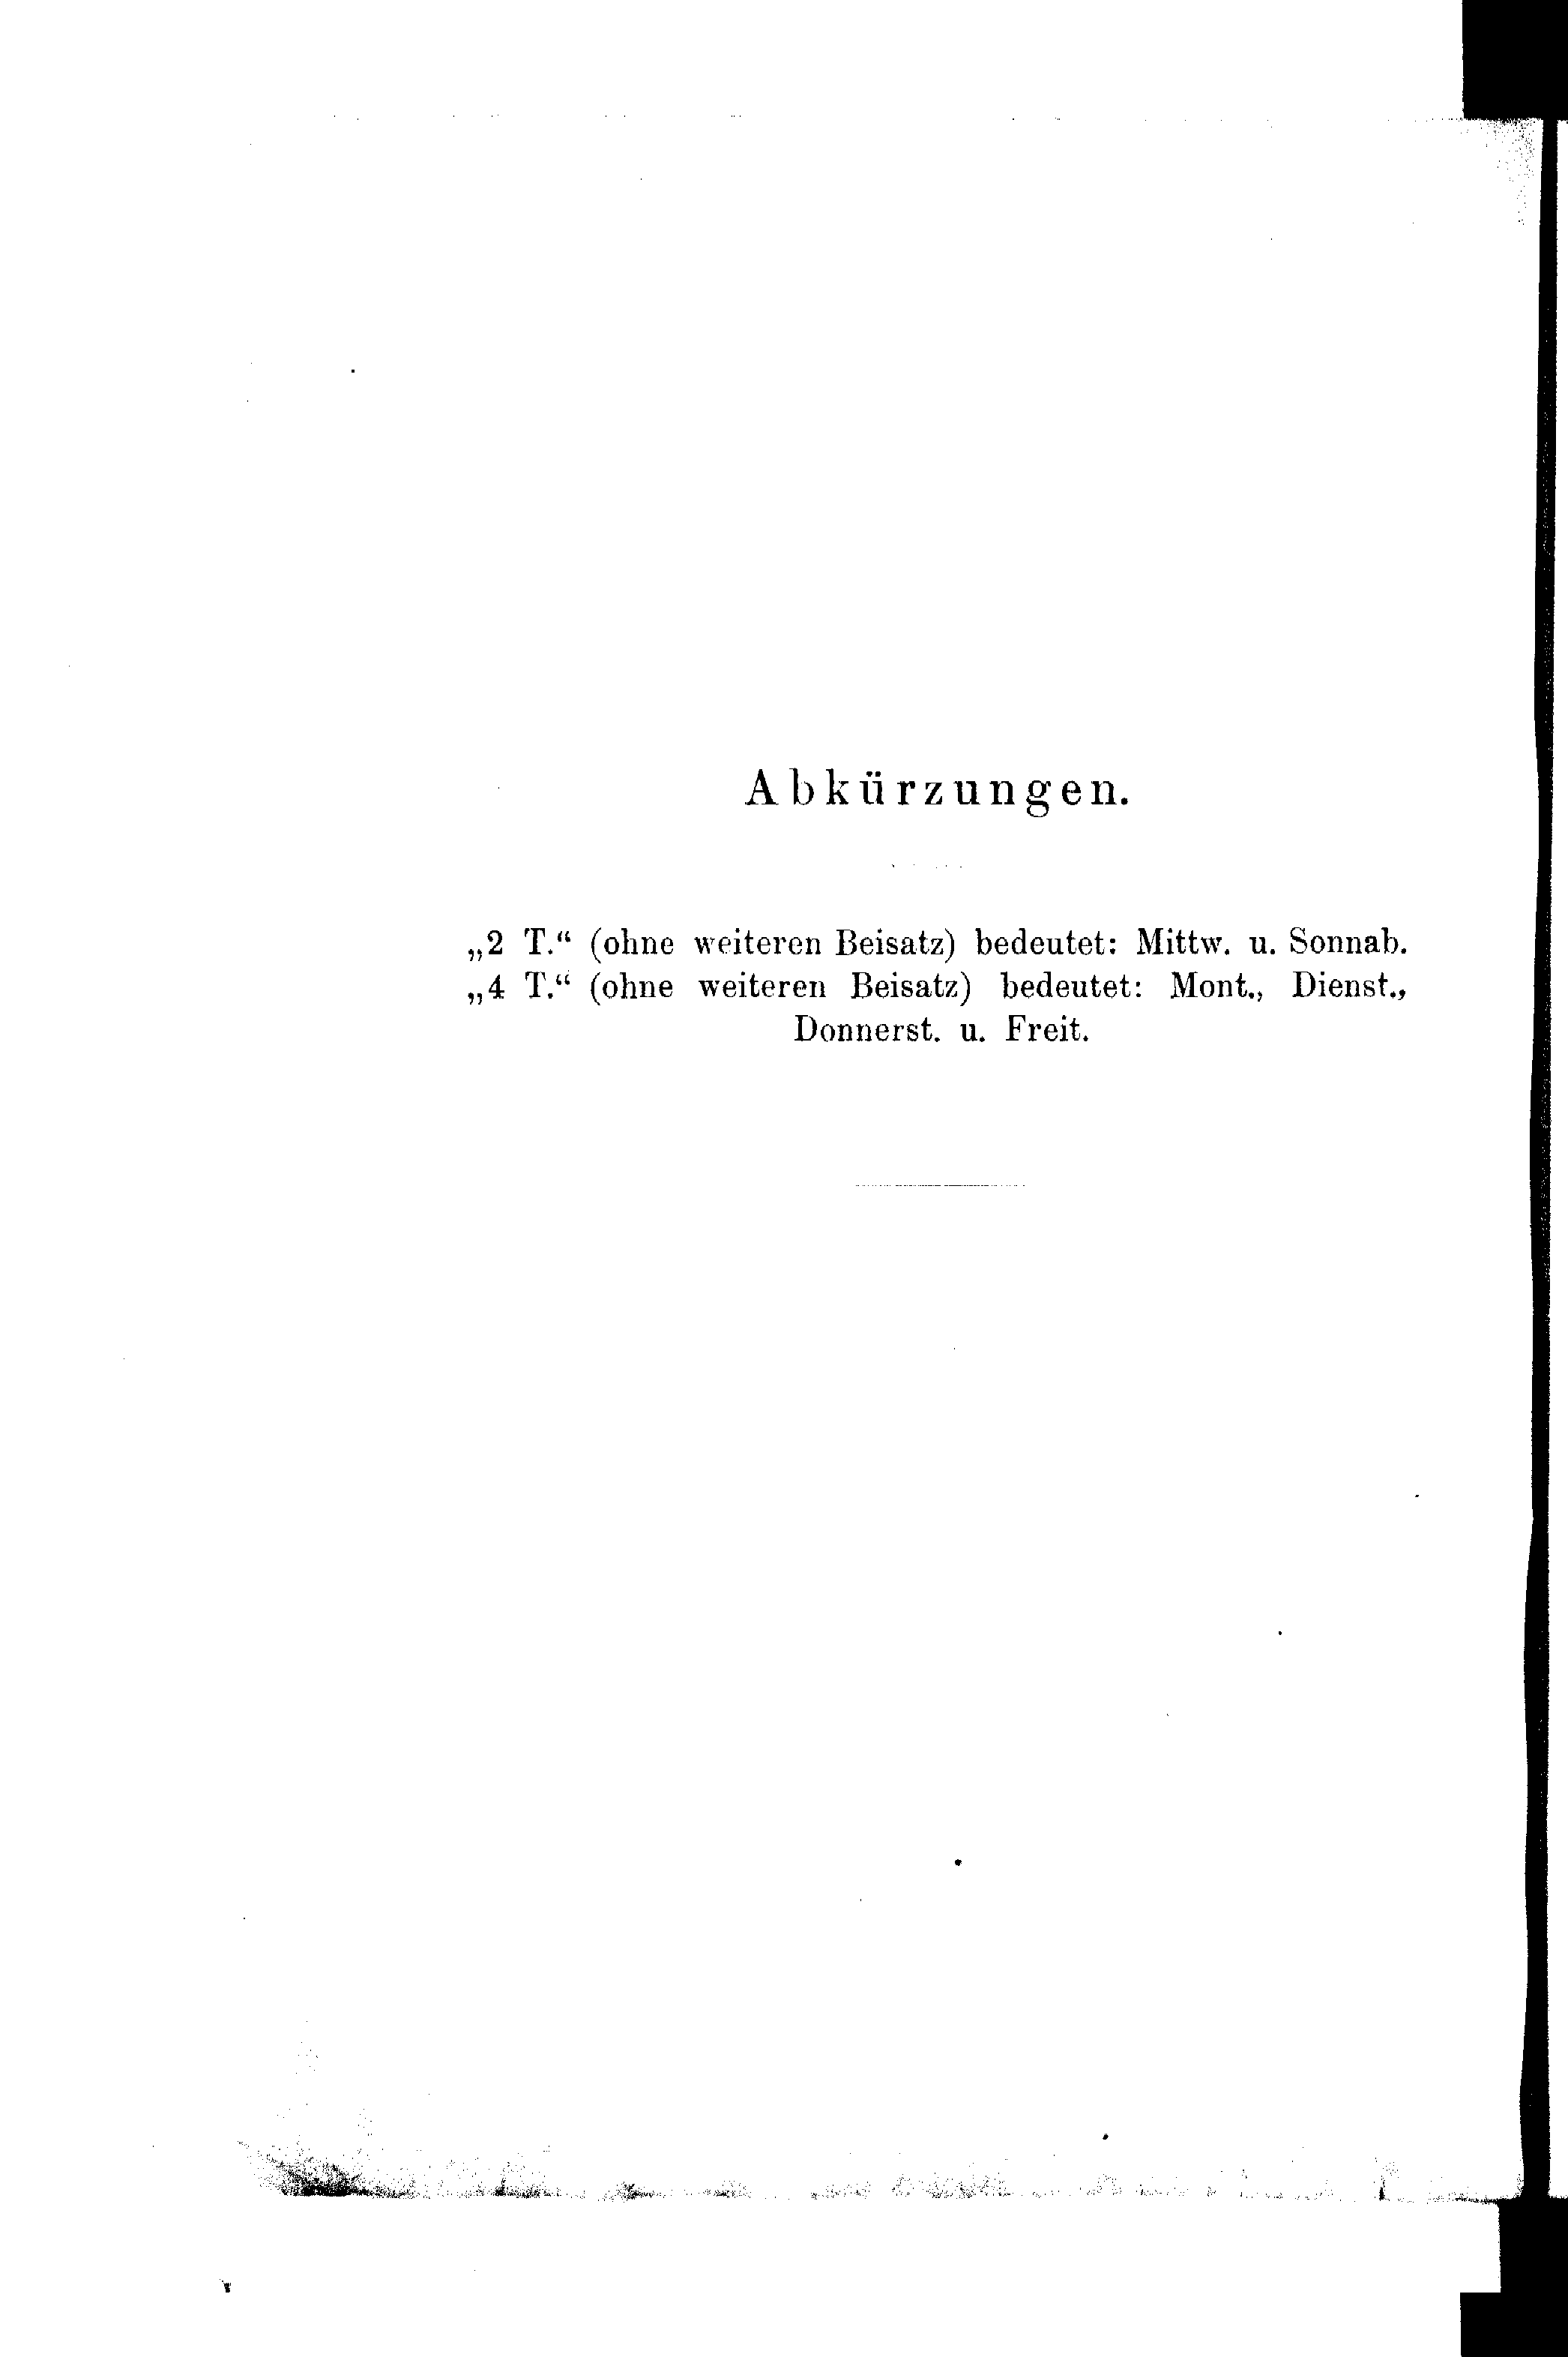 Abkürzungen.
„2 T.“ (ohne weiteren Beisatz) bedeutet: Mittw. u. Sonnab.
„4 T.“ (ohne weiteren Beisatz) bedeutet: Mont., Dienst.,
Donnerst. u. Freit.